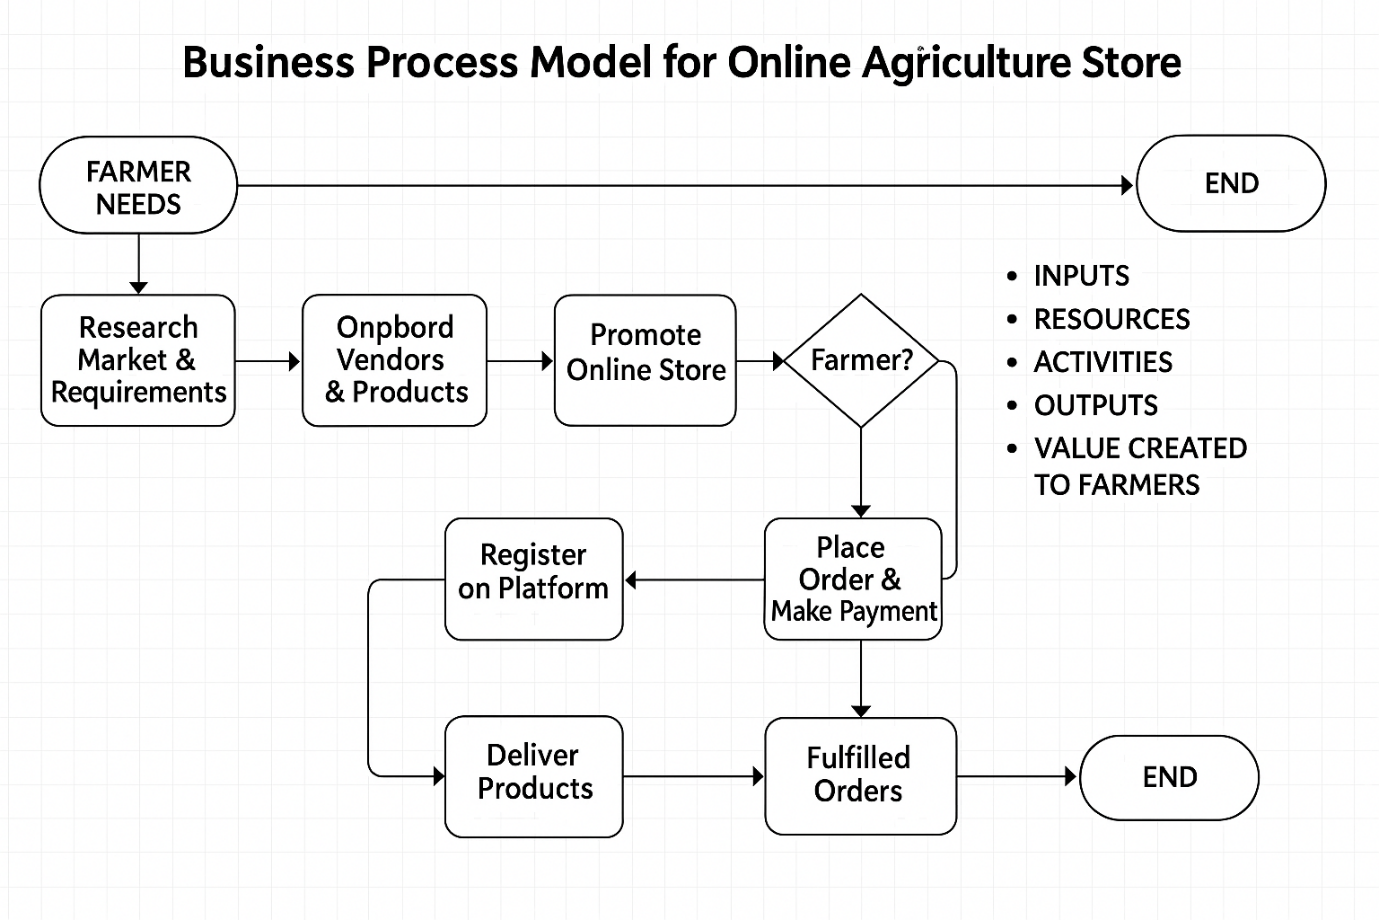 Business Process Model for Online Agriculture Store
FARMER
NEEDS
END
Research
Market &
Requirements
Onpbord
Vendors
& Products
Promote
Online Store
Farmer?
• INPUTS
• RESOURCES
• ACTIVITIES
• OUTPUTS
• VALUE CREATED
TO FARMERS
Register
on Platform
Place
Order &
Make Payment
Deliver
Products
Fulfilled
Orders
END